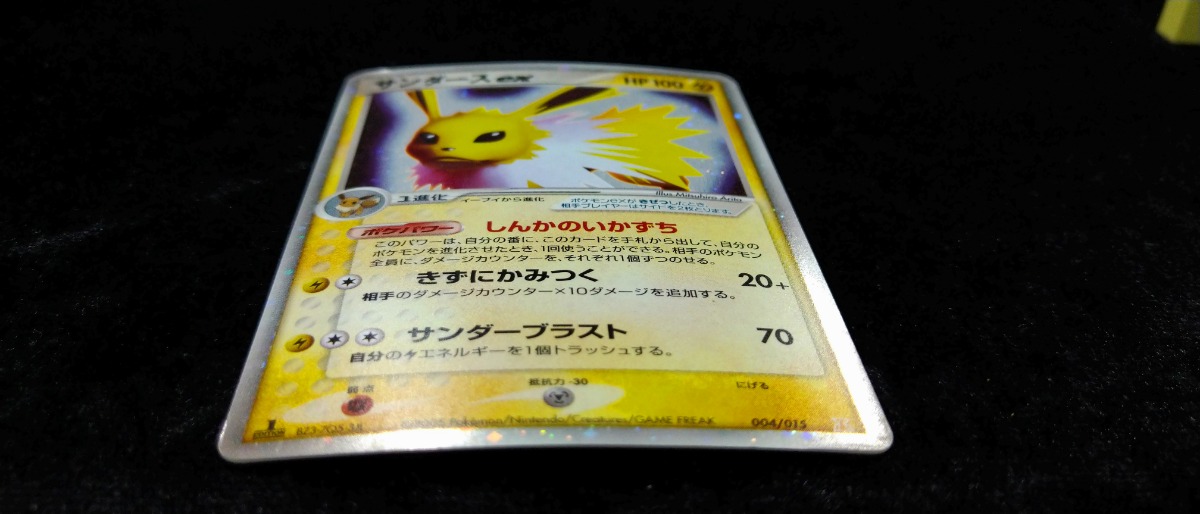 サンダースex HP 100
Illus. Mitsuhiro Arita
1進化 イーブイから進化
ポケモンexがきぜつしたとき、
相手プレイヤーはサイドを2枚とります。
ポケパワー しんかのいかずち
このパワーは、自分の番に、このカードを手札から出して、自分の
ポケモンを進化させたとき、1回使うことができる。相手のポケモン
全員に、ダメージカウンターを、それぞれ1個ずつのせる。
きずにかみつく 20+
相手のダメージカウンター×10ダメージを追加する。
サンダーブラスト 70
自分のエネルギーを1個トラッシュする。
弱点 抵抗力 -30 にげる
1 EDITION ©2005 Pokémon/Nintendo/Creatures/GAME FREAK 004/015